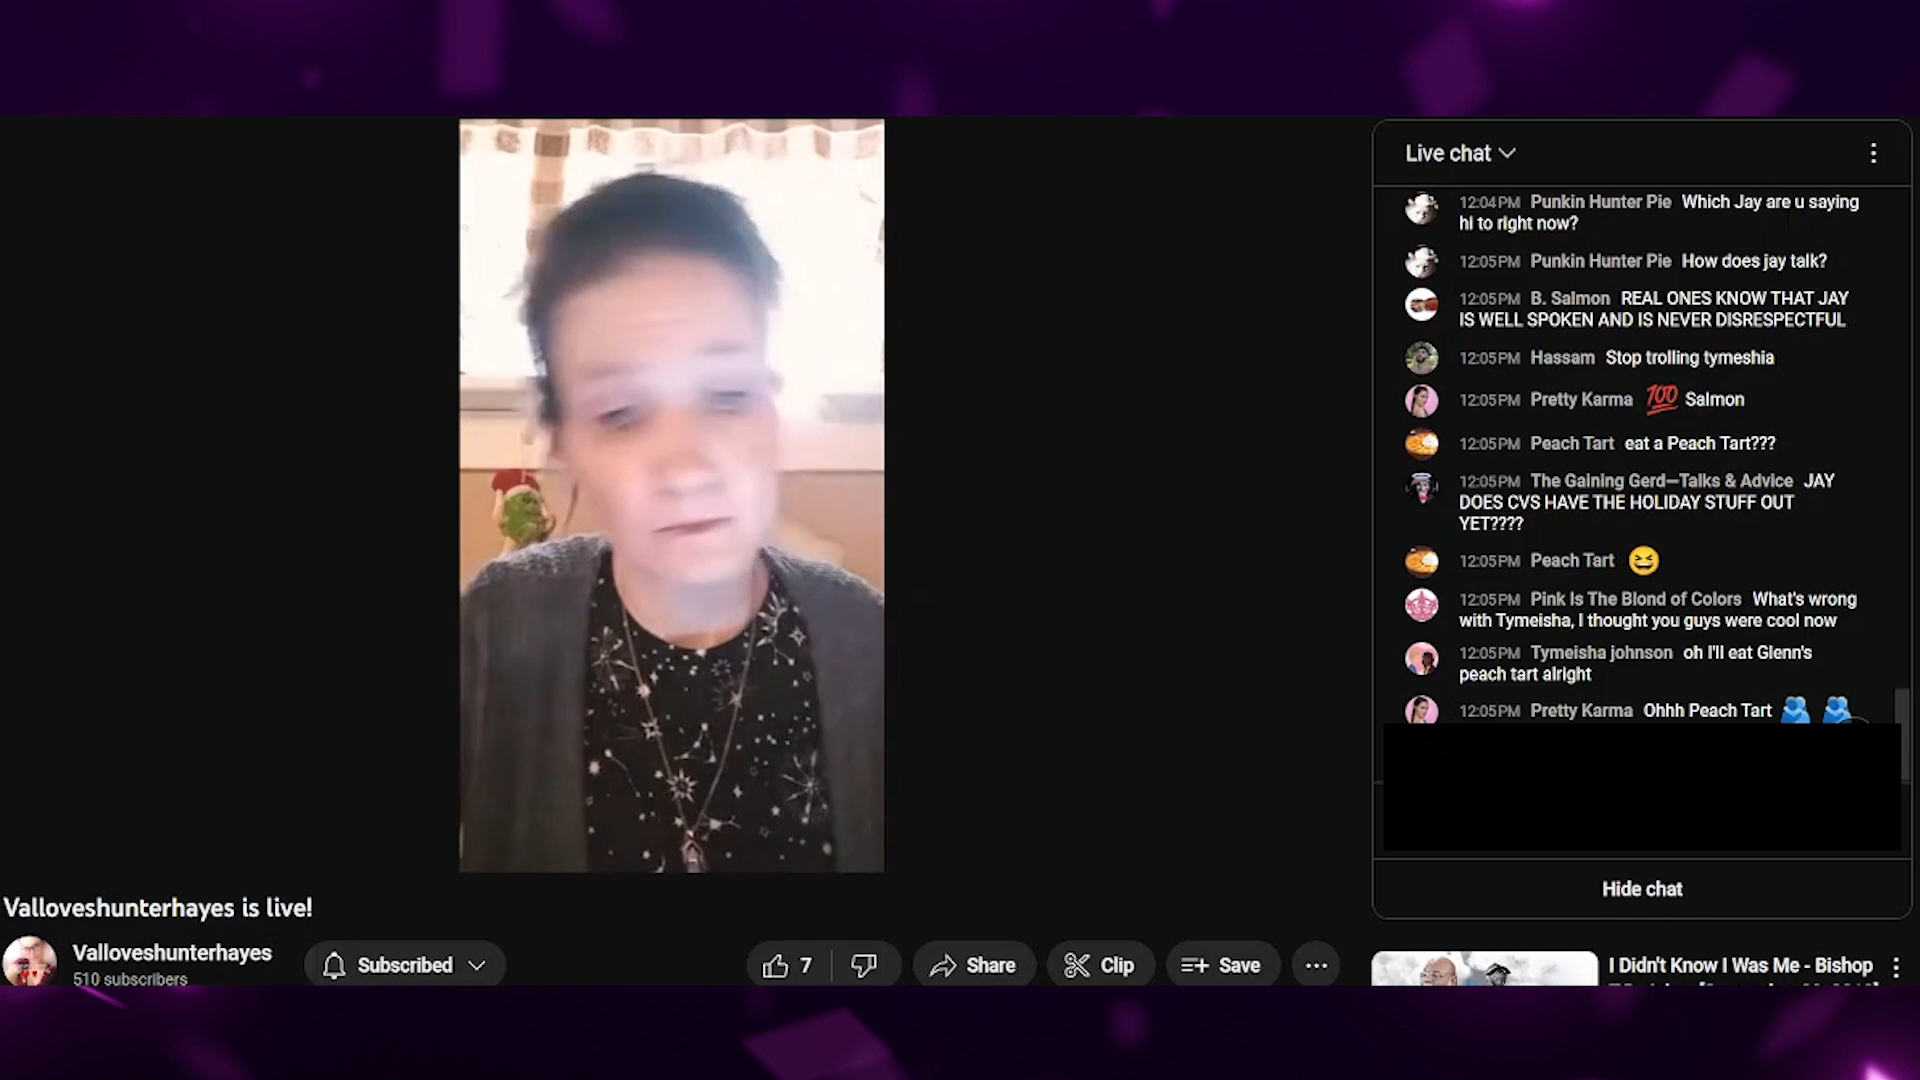 Live chat
12:04PM Punkin Hunter Pie Which Jay are u saying
hi to right now?
12:05PM Punkin Hunter Pie How does jay talk?
12:05PM B. Salmon REAL ONES KNOW THAT JAY
IS WELL SPOKEN AND IS NEVER DISRESPECTFUL
12:05PM Hassam Stop trolling tymeshia
12:05PM Pretty Karma 💯 Salmon
12:05PM Peach Tart eat a Peach Tart???
12:05PM The Gaining Gerd—Talks & Advice JAY
DOES CVS HAVE THE HOLIDAY STUFF OUT
YET????
12:05PM Peach Tart 😆
12:05PM Pink Is The Blond of Colors What's wrong
with Tymeisha, I thought you guys were cool now
12:05PM Tymeisha johnson oh I'll eat Glenn's
peach tart alright
12:05PM Pretty Karma Ohhh Peach Tart 🫂 🫂
Hide chat
Valloveshunterhayes is live!
Valloveshunterhayes
510 subscribers
Subscribed
7
Share
Clip
Save
I Didn't Know I Was Me - Bishop